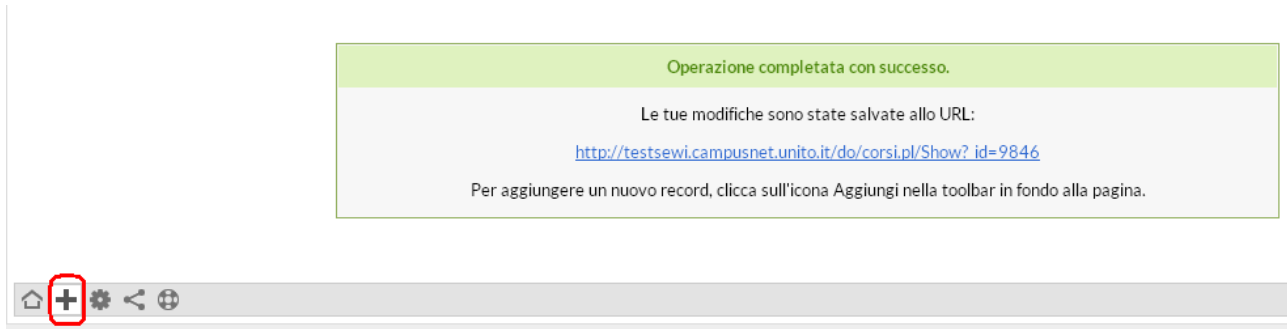 Operazione completata con successo.
Le tue modifiche sono state salvate allo URL:
http://testsewi.campusnet.unito.it/do/corsi.pl/Show?_id=9846
Per aggiungere un nuovo record, clicca sull'icona Aggiungi nella toolbar in fondo alla pagina.